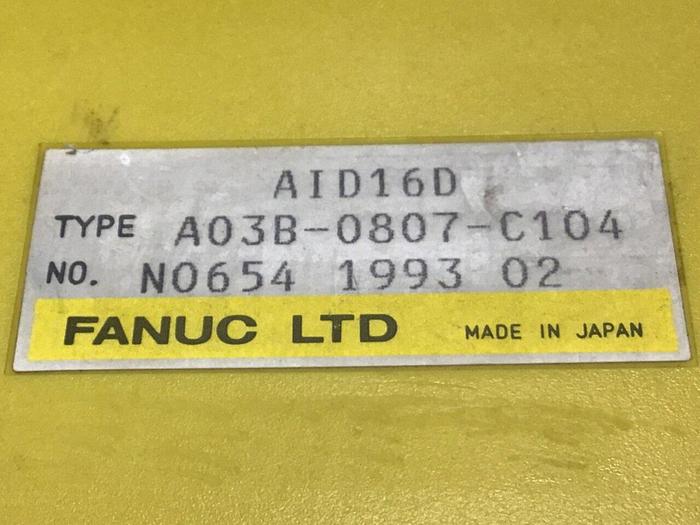 AID16D
TYPE A03B-0807-C104
NO. N0654 1993 02
FANUC LTD MADE IN JAPAN